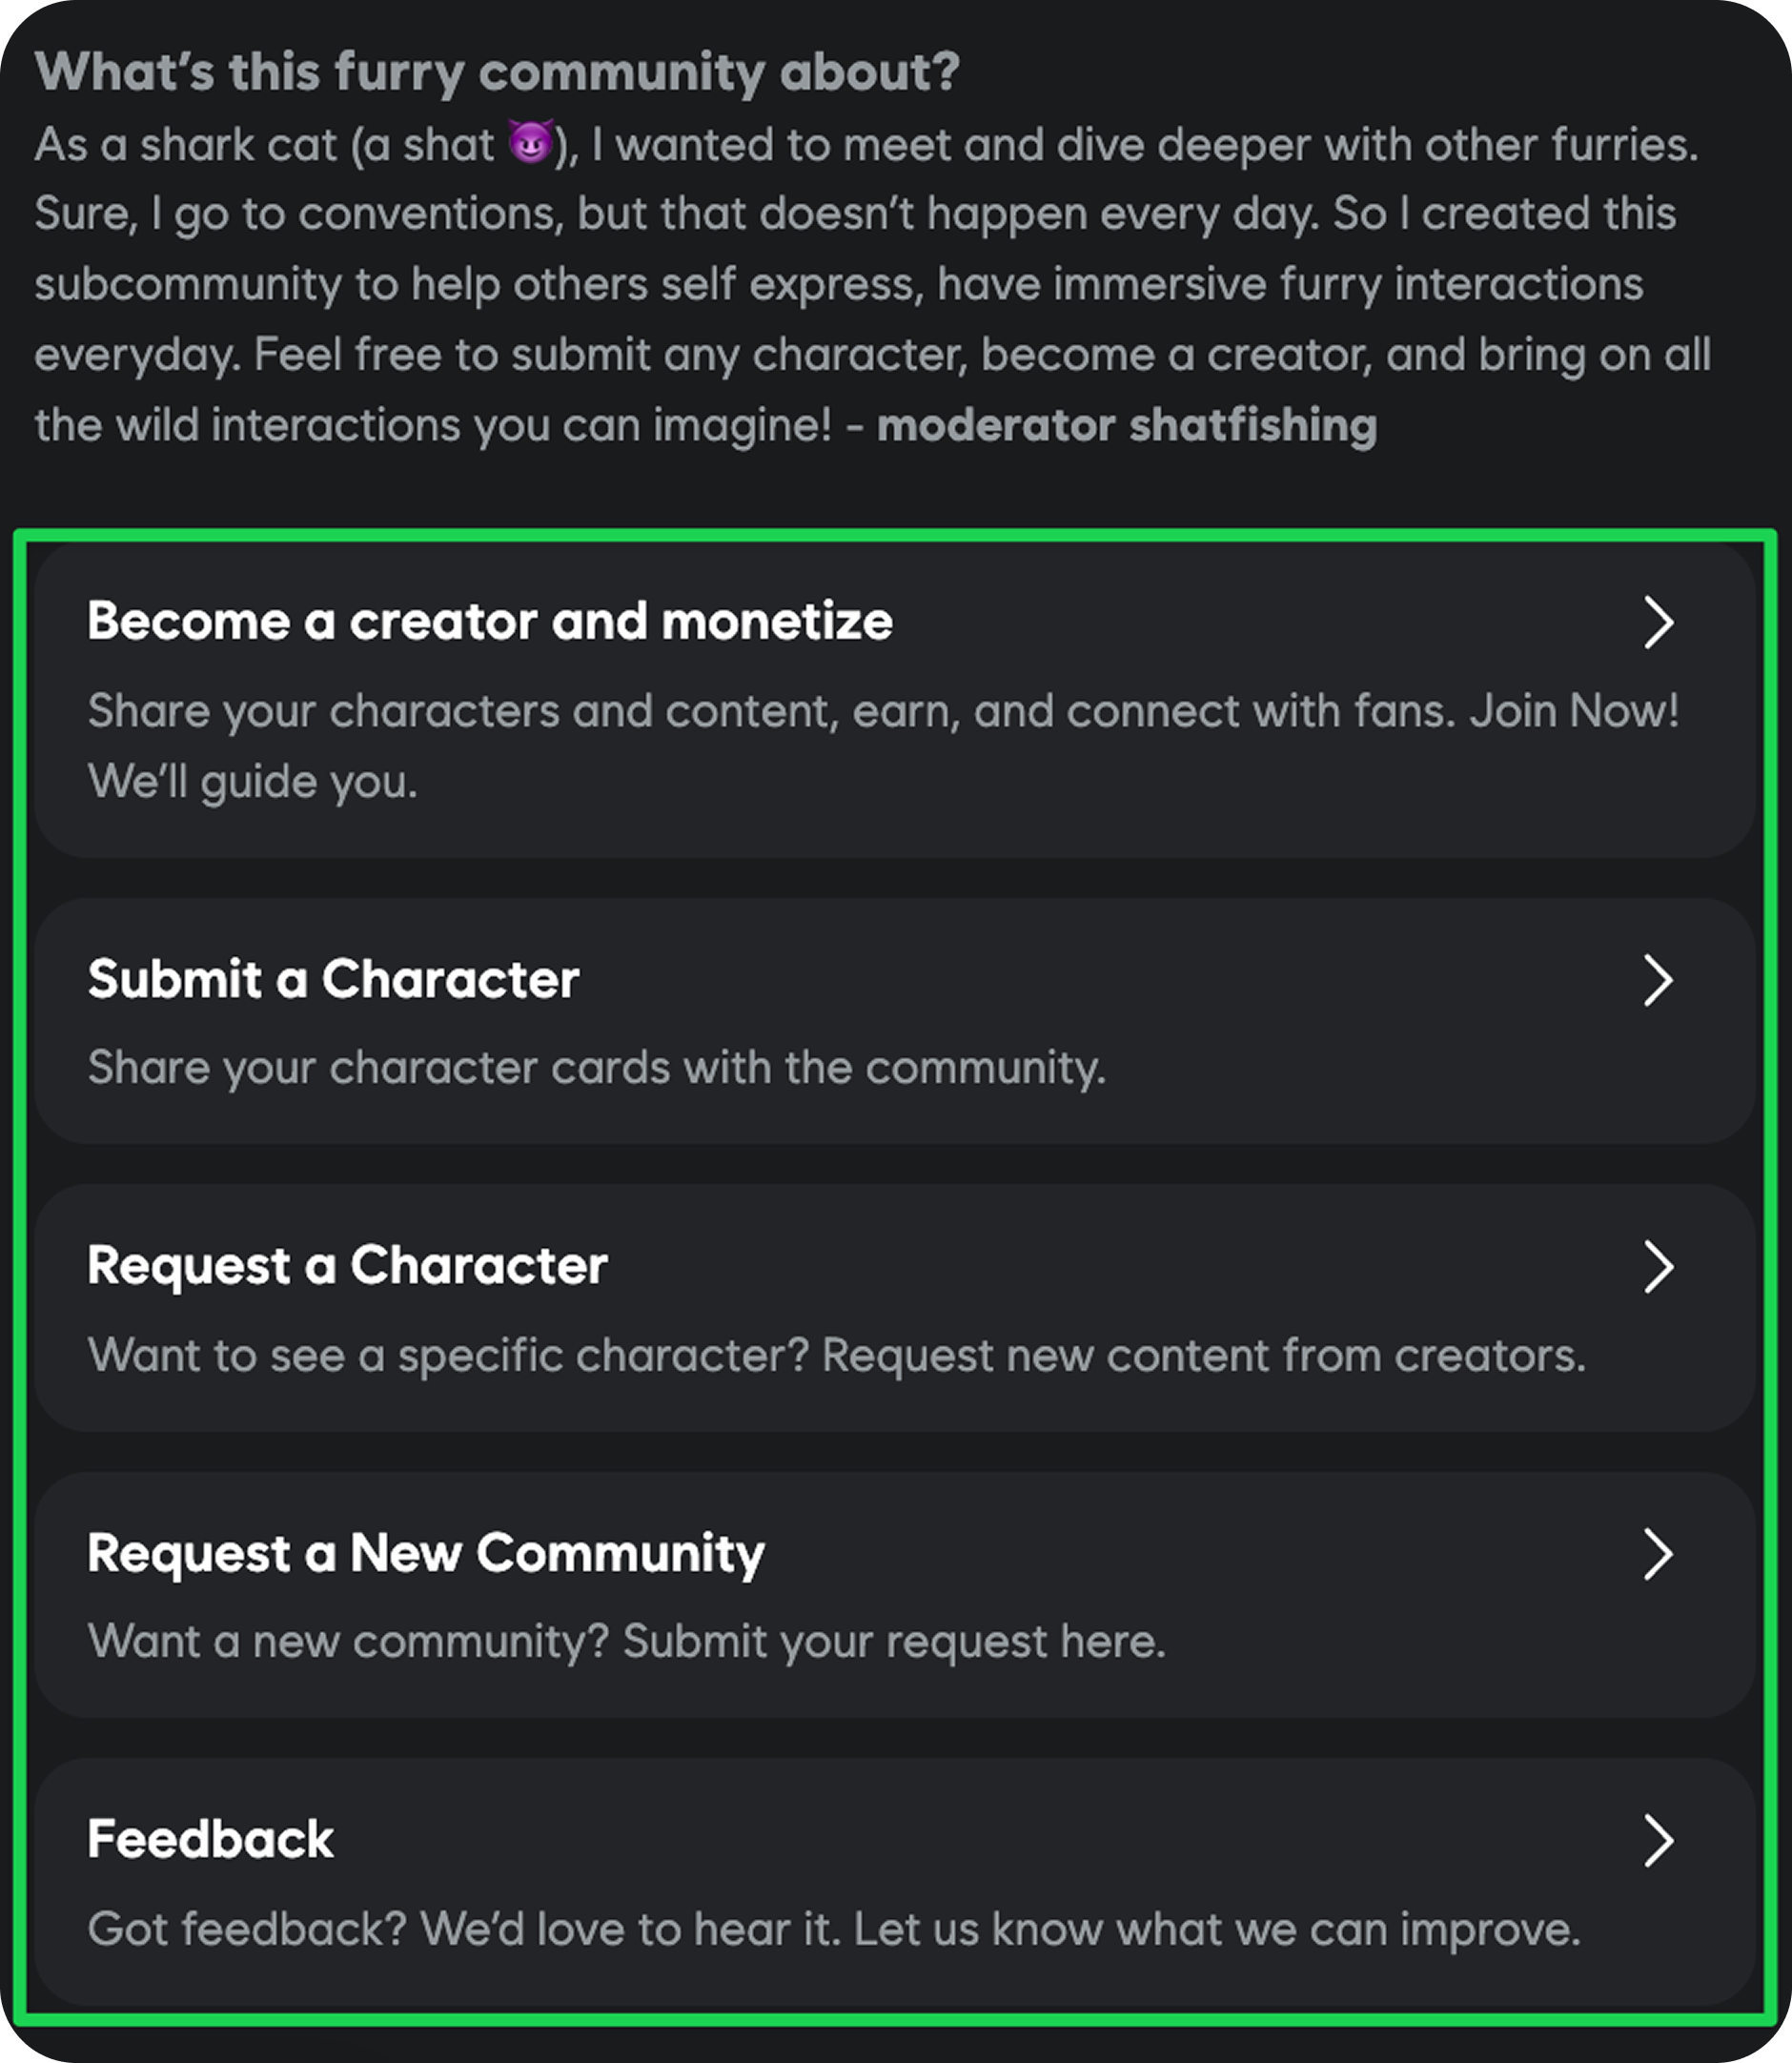 What’s this furry community about?
As a shark cat (a shat 😈), I wanted to meet and dive deeper with other furries.
Sure, I go to conventions, but that doesn’t happen every day. So I created this
subcommunity to help others self express, have immersive furry interactions
everyday. Feel free to submit any character, become a creator, and bring on all
the wild interactions you can imagine! - moderator shatfishing
Become a creator and monetize
Share your characters and content, earn, and connect with fans. Join Now!
We’ll guide you.
Submit a Character
Share your character cards with the community.
Request a Character
Want to see a specific character? Request new content from creators.
Request a New Community
Want a new community? Submit your request here.
Feedback
Got feedback? We’d love to hear it. Let us know what we can improve.